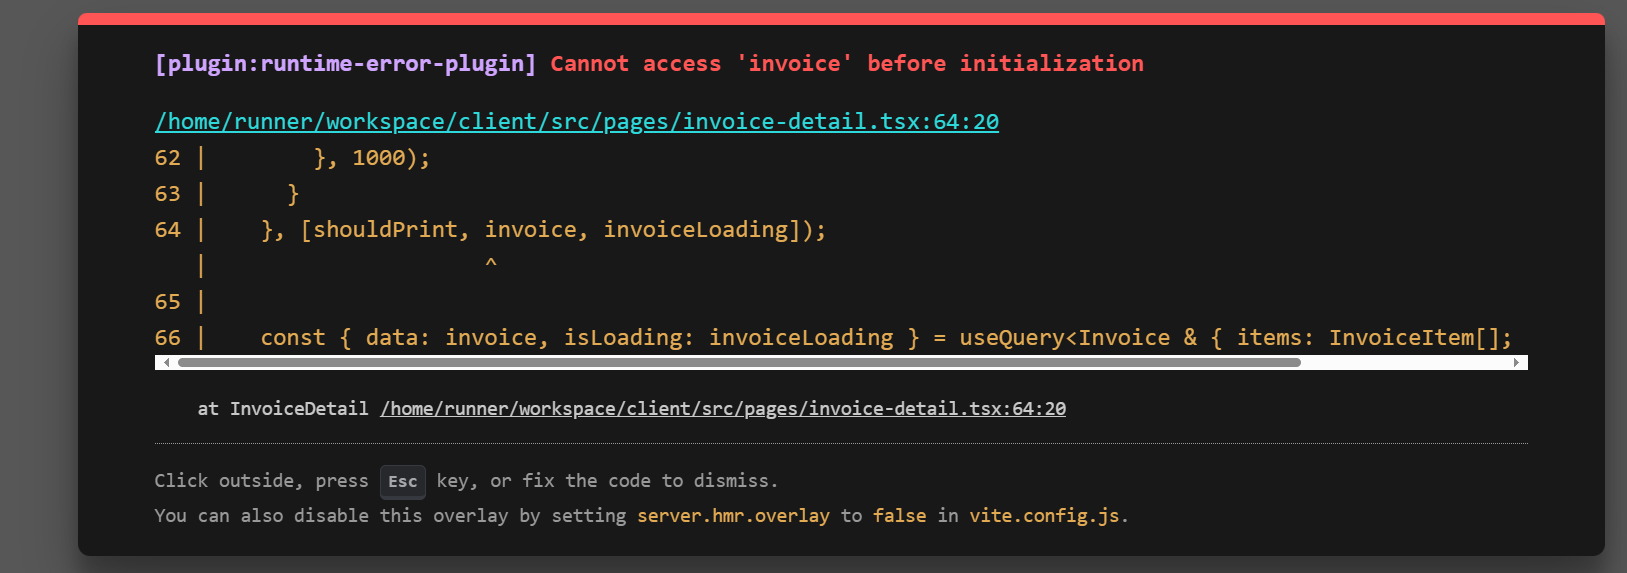 [plugin:runtime-error-plugin] Cannot access 'invoice' before initialization
/home/runner/workspace/client/src/pages/invoice-detail.tsx:64:20
62 |        }, 1000);
63 |      }
64 |    }, [shouldPrint, invoice, invoiceLoading]);
   |                     ^
65 |
66 |    const { data: invoice, isLoading: invoiceLoading } = useQuery<Invoice & { items: InvoiceItem[];
at InvoiceDetail /home/runner/workspace/client/src/pages/invoice-detail.tsx:64:20
Click outside, press Esc key, or fix the code to dismiss.
You can also disable this overlay by setting server.hmr.overlay to false in vite.config.js.